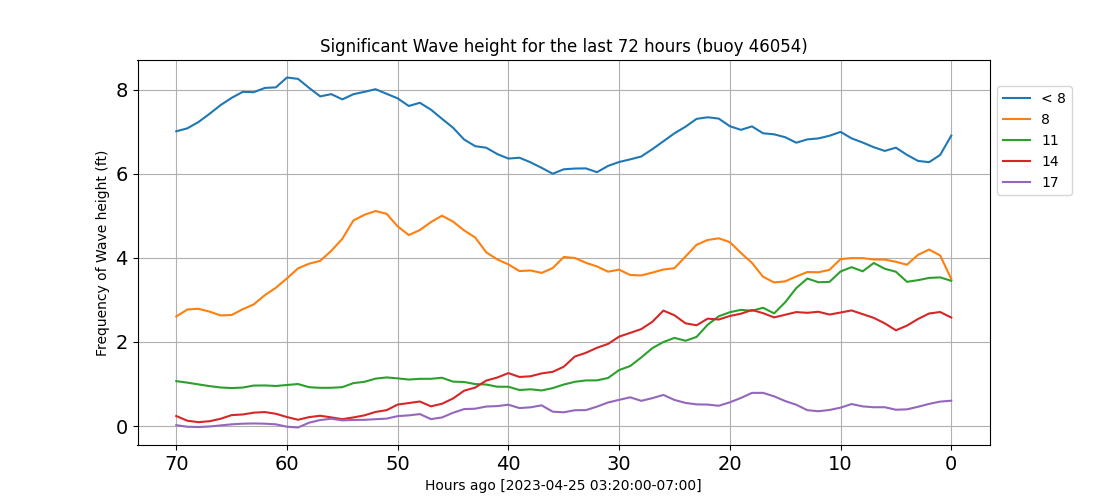 Significant Wave height for the last 72 hours (buoy 46054)
Frequency of Wave height (ft)
8
6
4
2
0
70 60 50 40 30 20 10 0
Hours ago [2023-04-25 03:20:00-07:00]
< 8
8
11
14
17